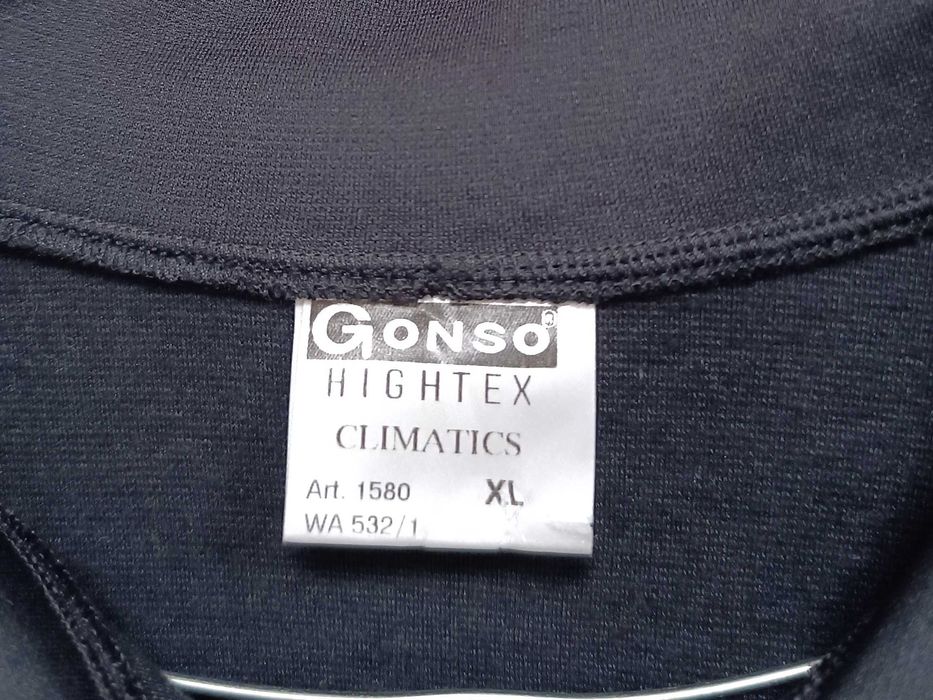 GONSO®
HIGHTEX
CLIMATICS
Art. 1580 XL
WA 532/1